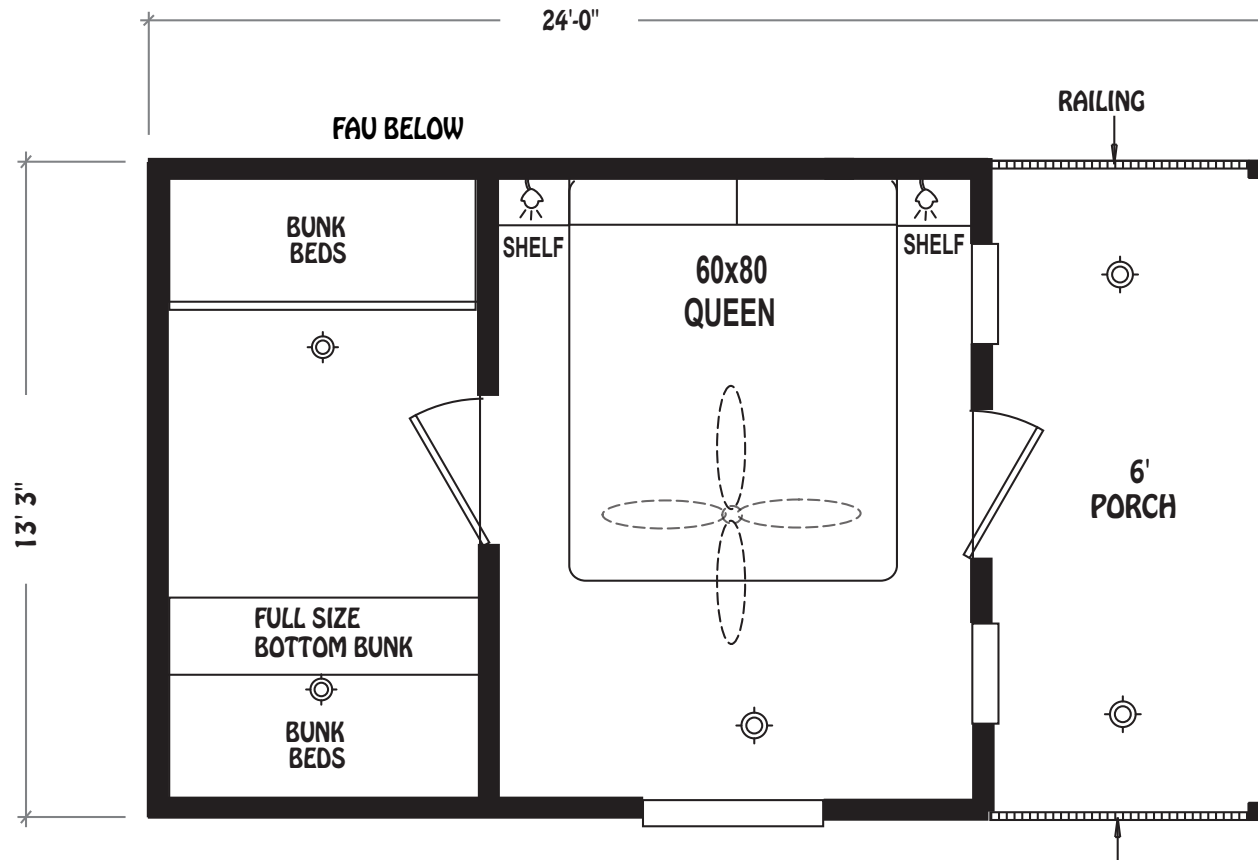 24'-0"
RAILING
FAU BELOW
BUNK
BEDS
SHELF
SHELF
60x80
QUEEN
13' 3"
6'
PORCH
FULL SIZE
BOTTOM BUNK
BUNK
BEDS